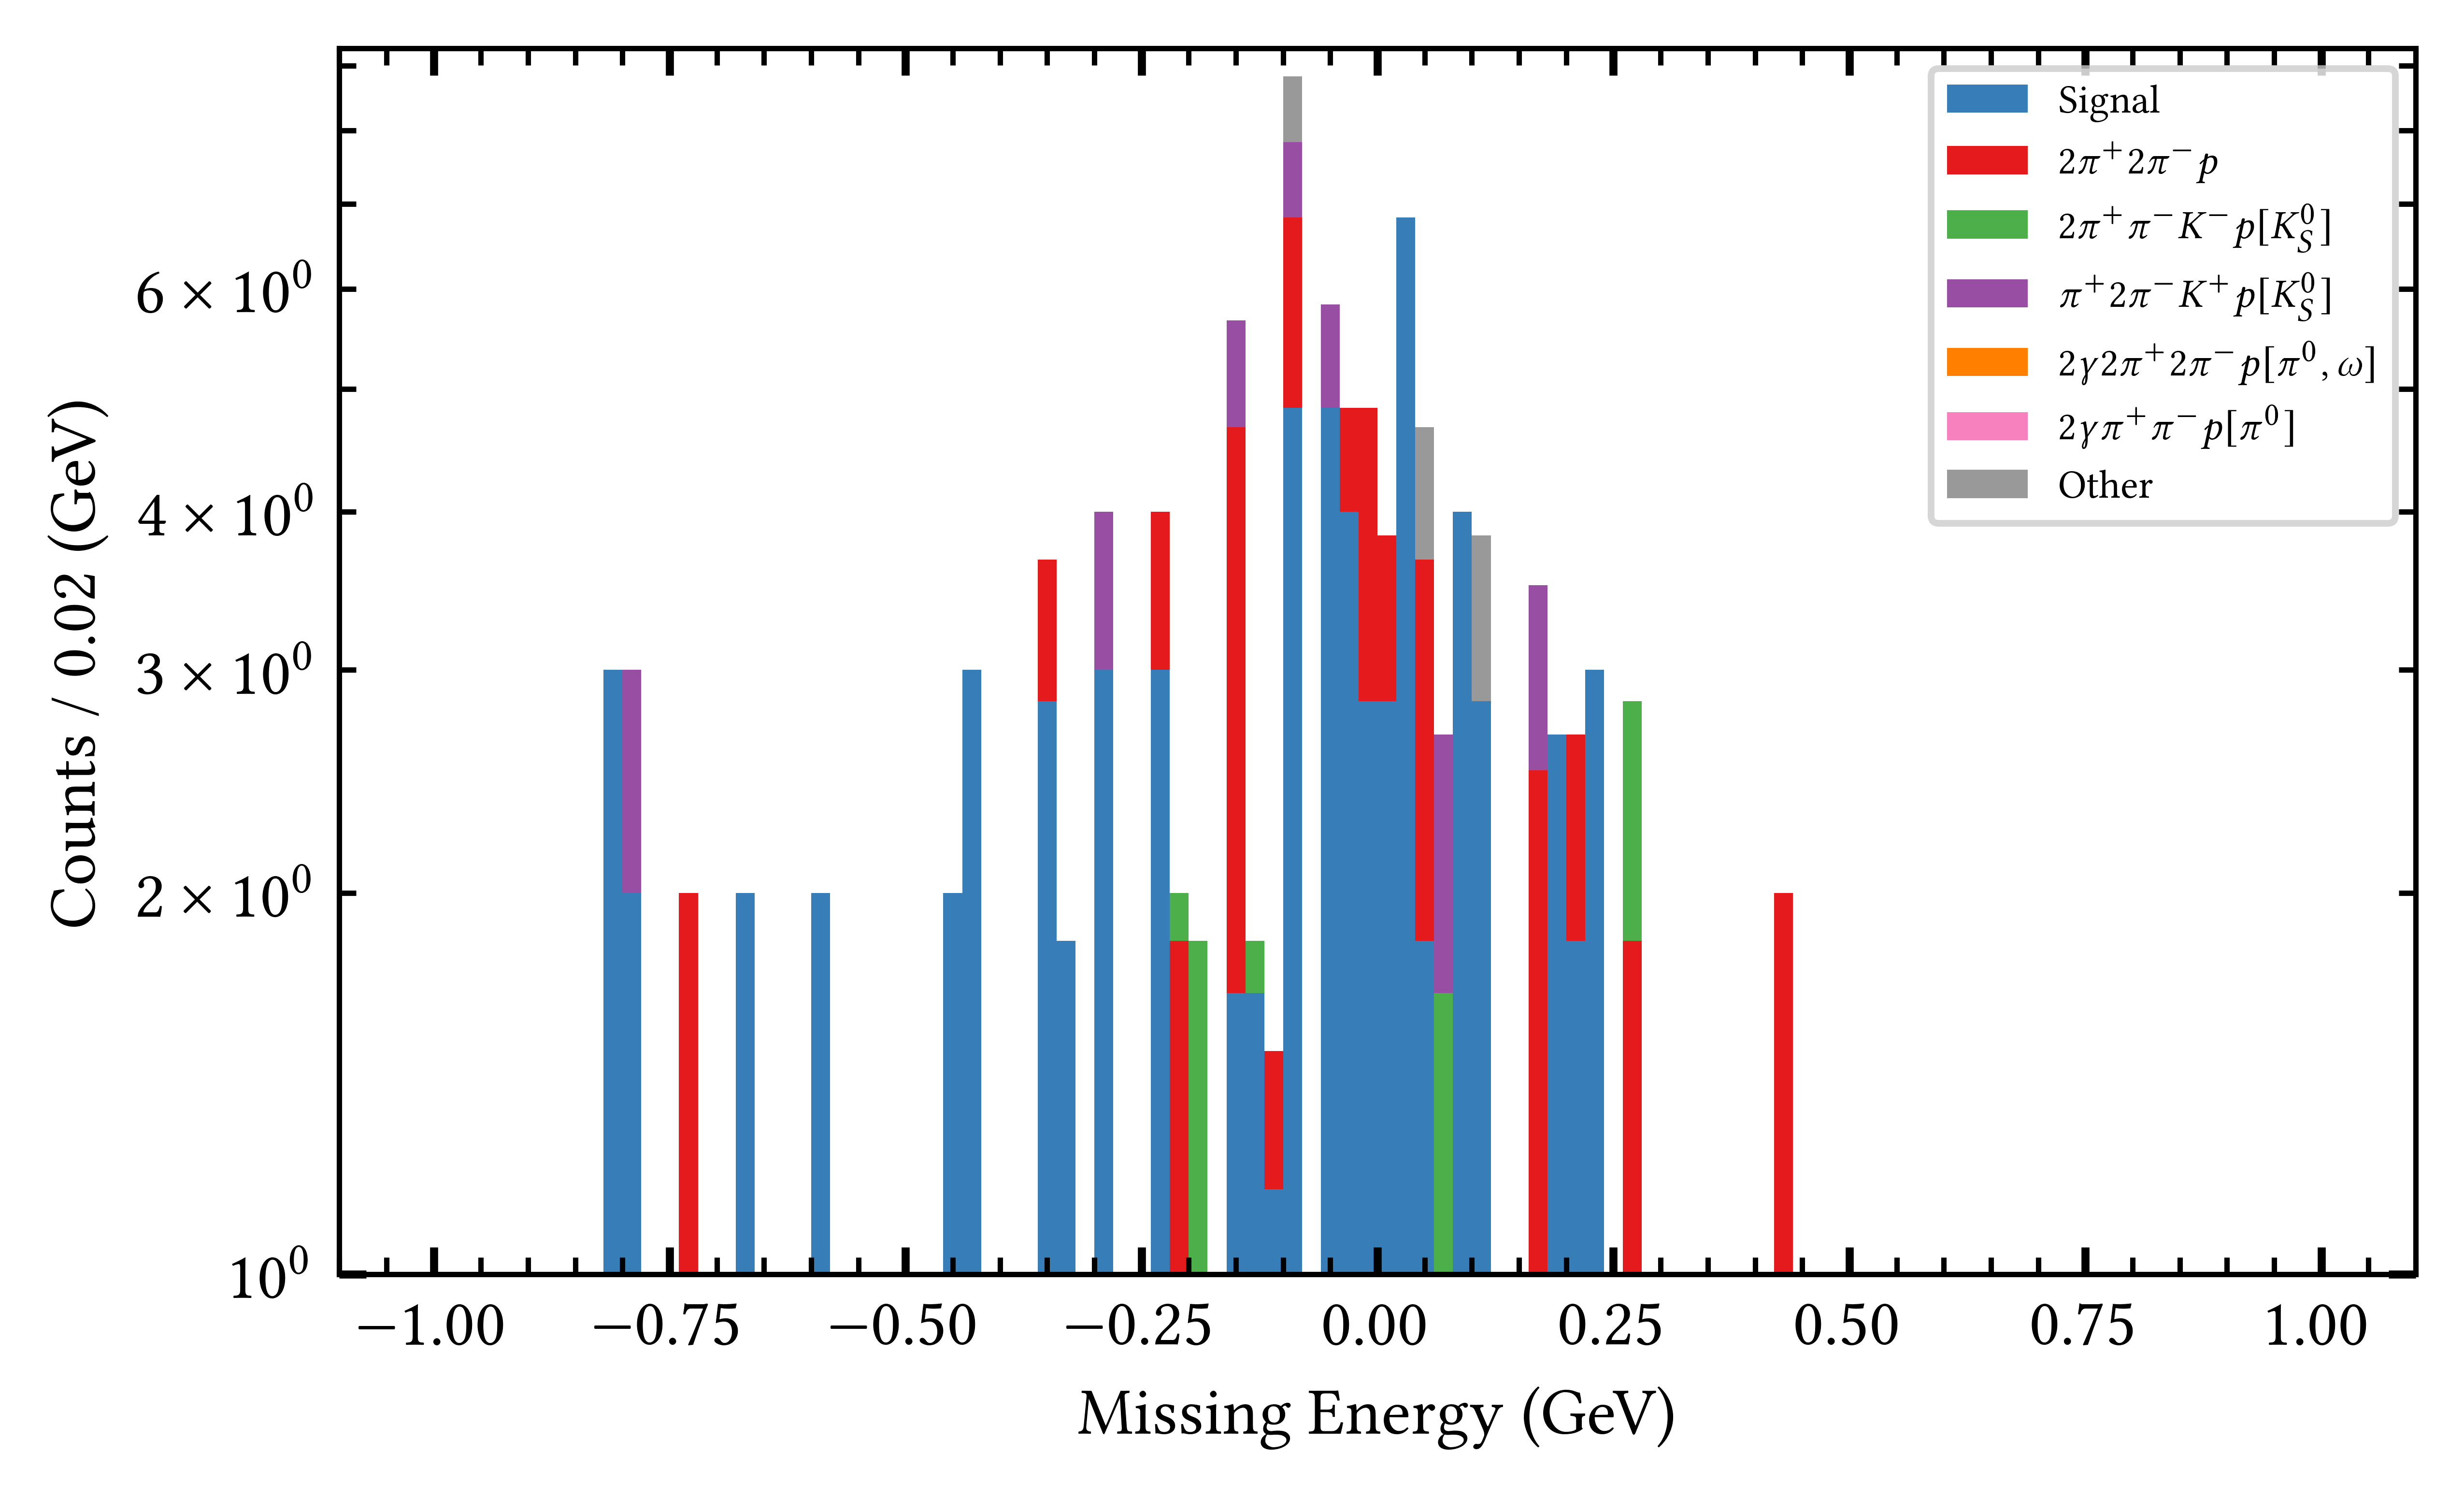 Counts / 0.02 (GeV)
6 × 10⁰
4 × 10⁰
3 × 10⁰
2 × 10⁰
10⁰
−1.00 −0.75 −0.50 −0.25 0.00 0.25 0.50 0.75 1.00
Missing Energy (GeV)
Signal
2π⁺2π⁻p
2π⁺π⁻K⁻p[K⁰_S]
π⁺2π⁻K⁺p[K⁰_S]
2γ2π⁺2π⁻p[π⁰, ω]
2γπ⁺π⁻p[π⁰]
Other